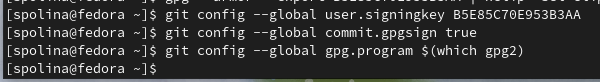 [spolina@fedora ~]$ git config --global user.signingkey B5E85C70E953B3AA
[spolina@fedora ~]$ git config --global commit.gpgsign true
[spolina@fedora ~]$ git config --global gpg.program $(which gpg2)
[spolina@fedora ~]$